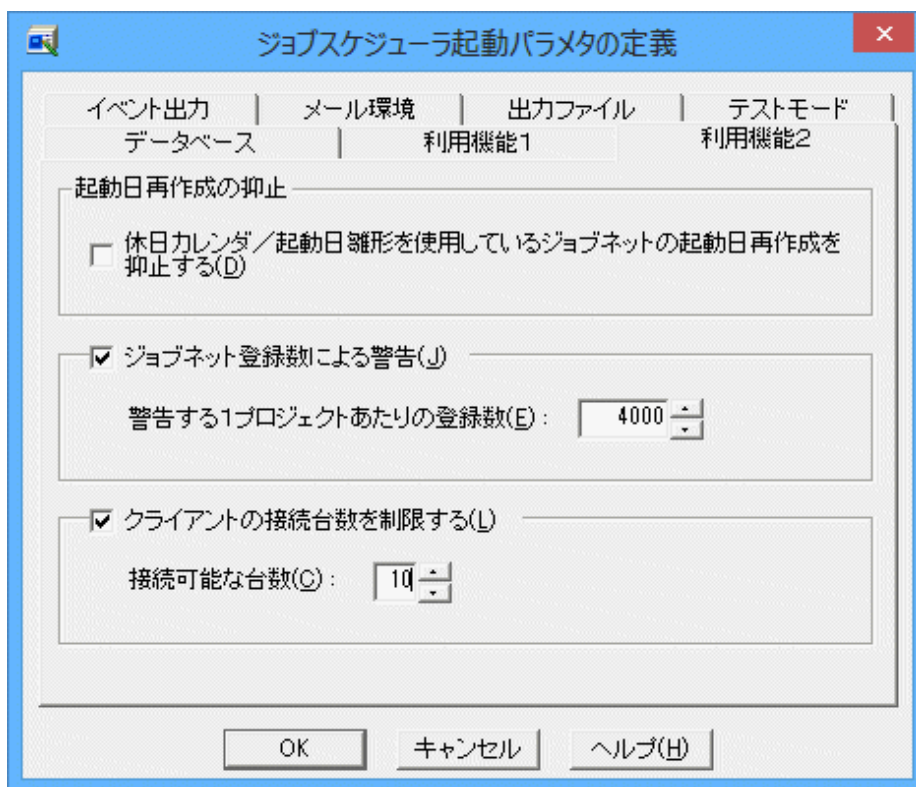 ジョブスケジューラ起動パラメタの定義
イベント出力 メール環境 出力ファイル テストモード
データベース 利用機能1 利用機能2
起動日再作成の抑止
休日カレンダ/起動日雛形を使用しているジョブネットの起動日再作成を
抑止する(D)
ジョブネット登録数による警告(J)
警告する1プロジェクトあたりの登録数(E): 4000
クライアントの接続台数を制限する(L)
接続可能な台数(C): 10
OK キャンセル ヘルプ(H)